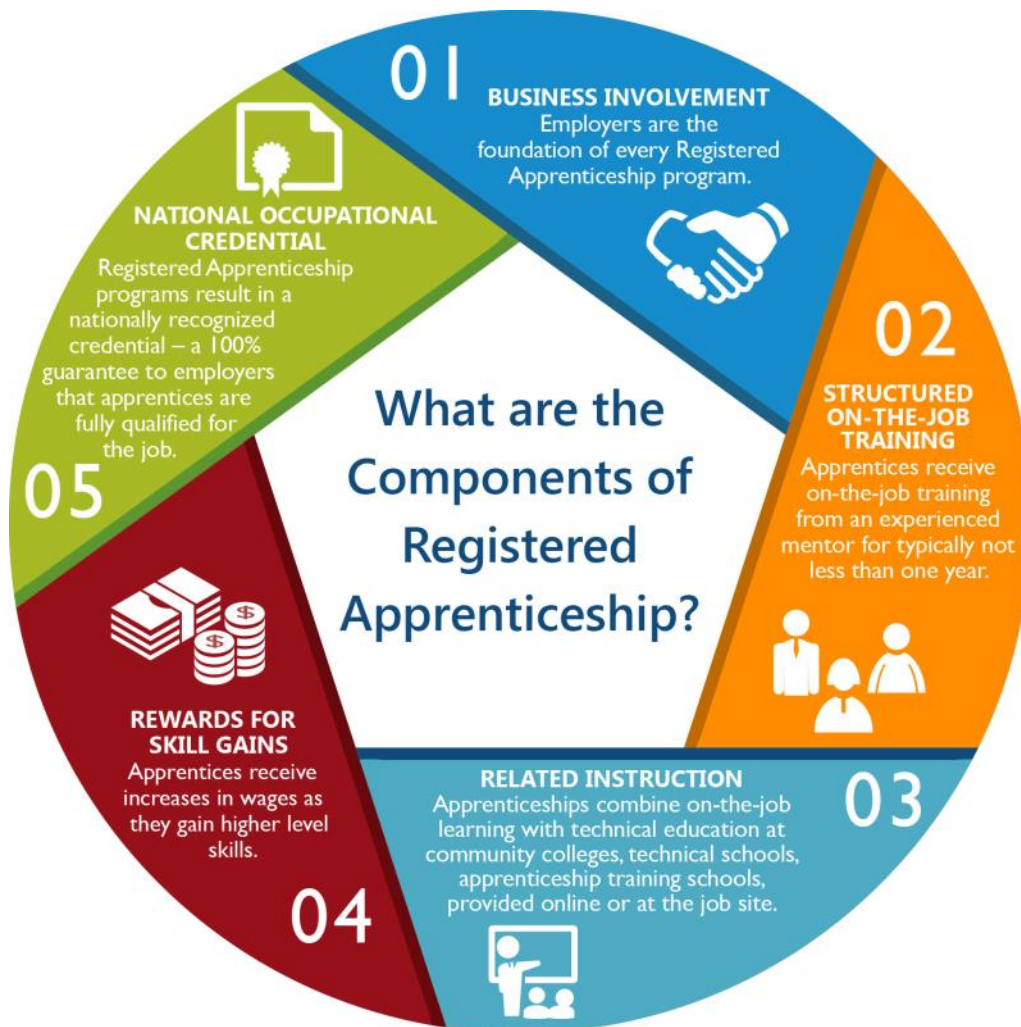 What are the
Components of
Registered
Apprenticeship?
01
BUSINESS INVOLVEMENT
Employers are the
foundation of every Registered
Apprenticeship program.
02
STRUCTURED
ON-THE-JOB
TRAINING
Apprentices receive
on-the-job training
from an experienced
mentor for typically not
less than one year.
03
RELATED INSTRUCTION
Apprenticeships combine on-the-job
learning with technical education at
community colleges, technical schools,
apprenticeship training schools,
provided online or at the job site.
04
REWARDS FOR
SKILL GAINS
Apprentices receive
increases in wages as
they gain higher level
skills.
$
$
05
NATIONAL OCCUPATIONAL
CREDENTIAL
Registered Apprenticeship
programs result in a
nationally recognized
credential – a 100%
guarantee to employers
that apprentices are
fully qualified for
the job.